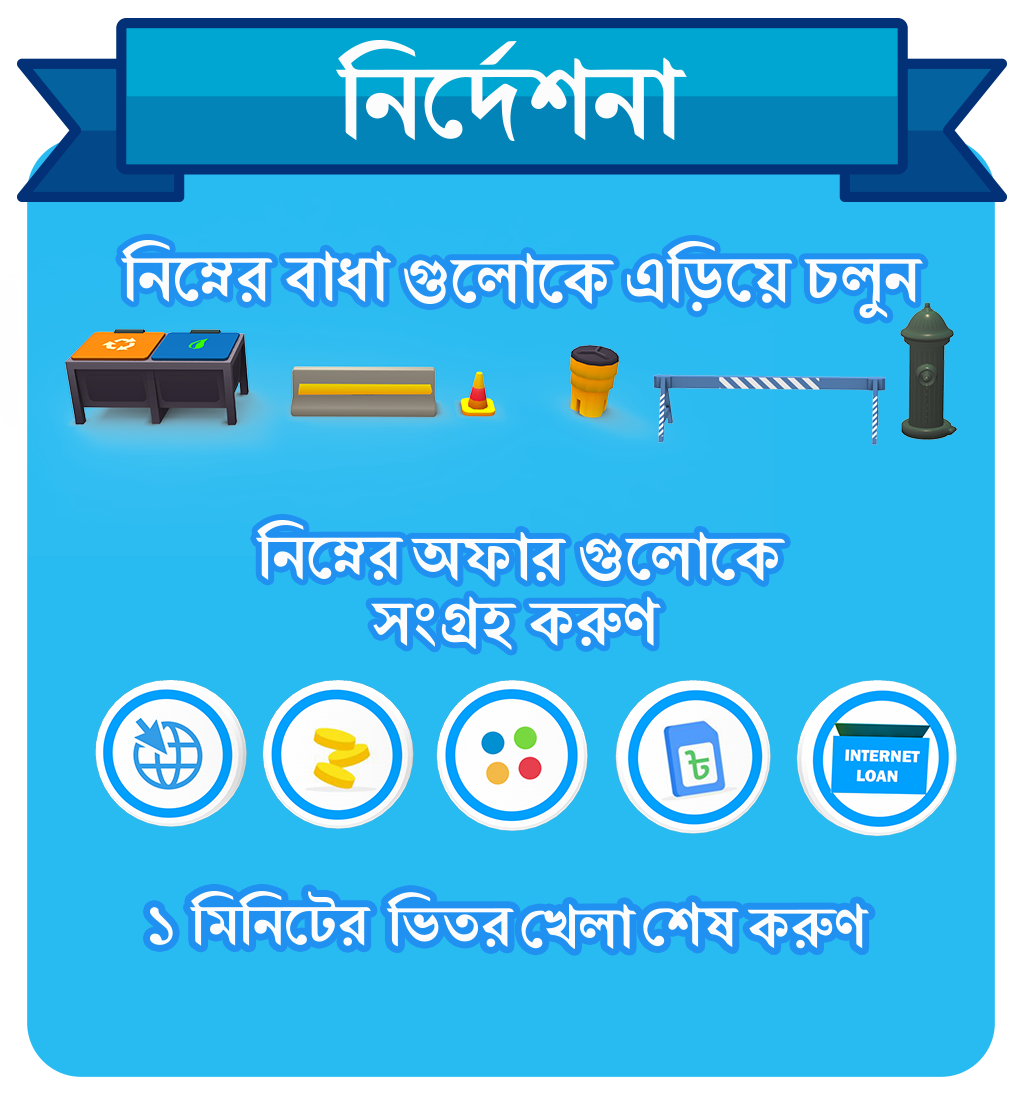 নির্দেশনা
নিম্নের বাধা গুলোকে এড়িয়ে চলুন
নিম্নের অফার গুলোকে
সংগ্রহ করুণ
৳
INTERNET
LOAN
১ মিনিটের ভিতর খেলা শেষ করুণ